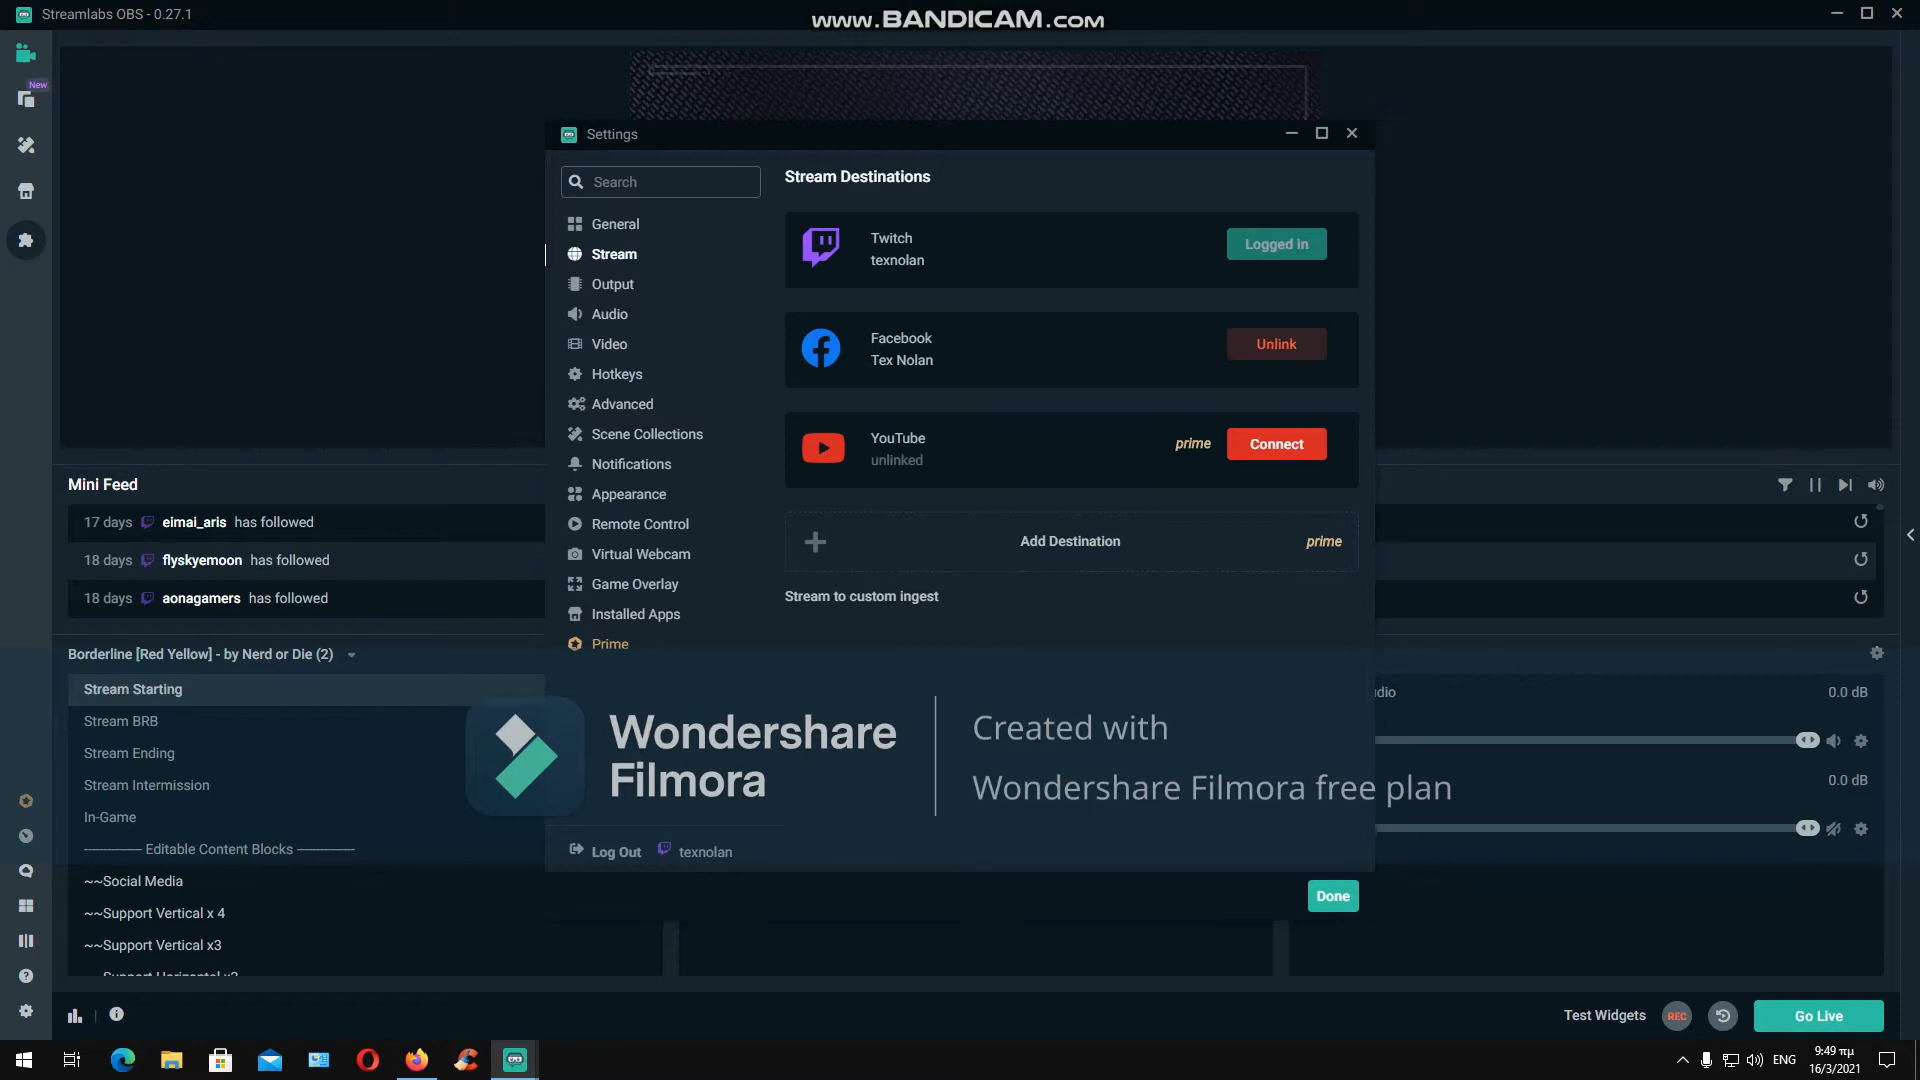 Streamlabs OBS - 0.27.1
www.BANDICAM.com
New
Settings
Search
General
Stream
Output
Audio
Video
Hotkeys
Advanced
Scene Collections
Notifications
Appearance
Remote Control
Virtual Webcam
Game Overlay
Installed Apps
Prime
Log Out texnolan
Stream Destinations
Twitch
texnolan
Logged in
Facebook
Tex Nolan
Unlink
YouTube
unlinked
prime
Connect
Add Destination
prime
Stream to custom ingest
Done
Mini Feed
17 days eimai_aris has followed
18 days flyskyemoon has followed
18 days aonagamers has followed
Borderline [Red Yellow] - by Nerd or Die (2)
Stream Starting
Stream BRB
Stream Ending
Stream Intermission
In-Game
Editable Content Blocks
~~Social Media
~~Support Vertical x 4
~~Support Vertical x3
Wondershare
Filmora
Created with
Wondershare Filmora free plan
dio
0.0 dB
0.0 dB
Test Widgets
REC
Go Live
ENG
9:49 πμ
16/3/2021